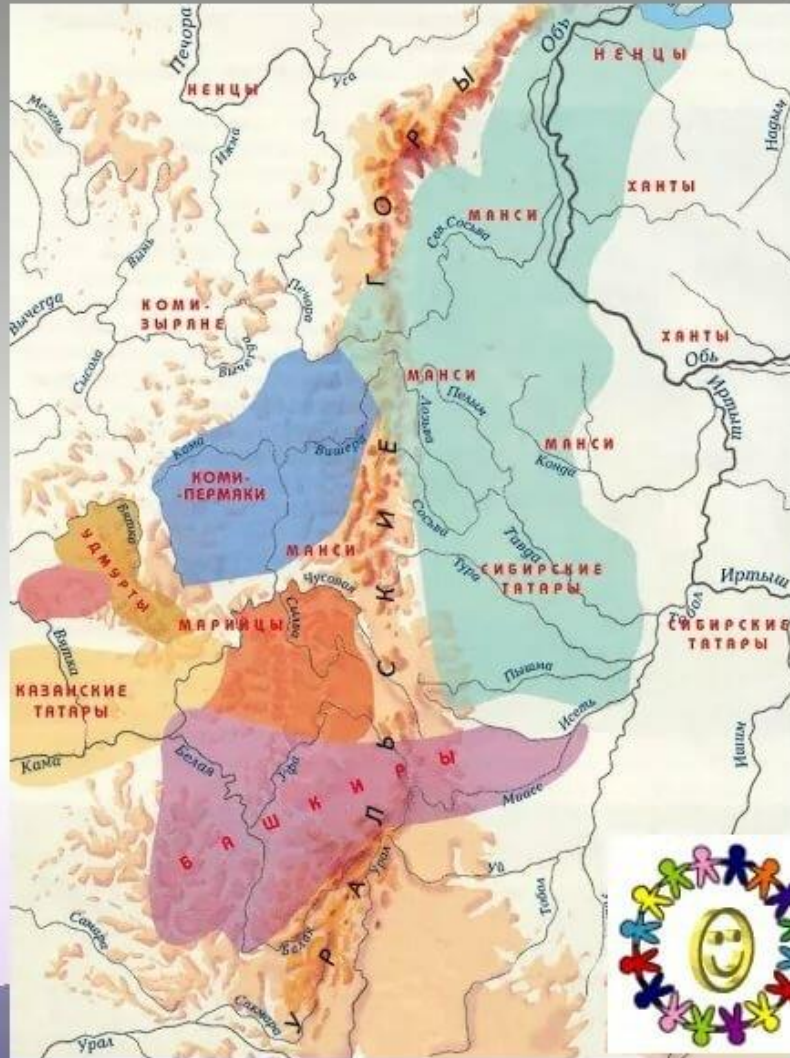 Печора
Обь
НЕНЦЫ
НЕНЦЫ
Уса
Мезень
Ижма
Надым
ХАНТЫ
МАНСИ
Сев. Сосьва
Вымь
Вычегда
КОМИ-
ЗЫРЯНЕ
Печора
Сысола
Вычегда
ХАНТЫ
Обь
Иртыш
МАНСИ
Пелым
Лозьва
Кама
Вишера
МАНСИ
Конда
КОМИ-
-ПЕРМЯКИ
Вятка
Сосьва
УДМУРТЫ
МАНСИ
Тавда
Тура
СИБИРСКИЕ
ТАТАРЫ
Чусовая
Иртыш
Тобол
Сылва
МАРИЙЦЫ
СИБИРСКИЕ
ТАТАРЫ
Вятка
Пышма
КАЗАНСКИЕ
ТАТАРЫ
Исеть
Кама
Белая
Уфа
Ишим
БАШКИРЫ
Миасс
Урал
Уй
Тобол
Самара
Белая
Сакмара
Урал
УРАЛЬСКИЕ ГОРЫ